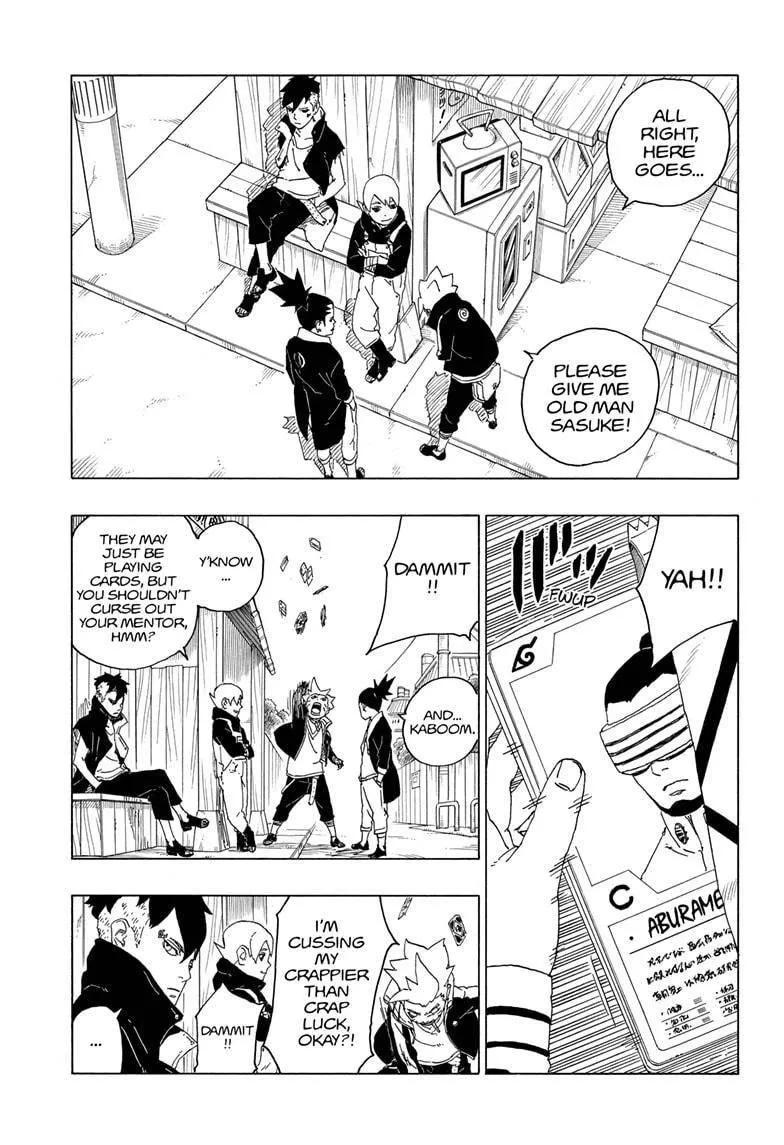 ALL
RIGHT,
HERE
GOES...
PLEASE
GIVE ME
OLD MAN
SASUKE!
YAH!!
FWUP
C
• ABURAME
DAMMIT
!!
AND...
KABOOM.
Y'KNOW
...
THEY MAY
JUST BE
PLAYING
CARDS, BUT
YOU SHOULDN'T
CURSE OUT
YOUR MENTOR,
HMM?
I'M
CUSSING
MY
CRAPPIER
THAN
CRAP
LUCK,
OKAY?!
DAMMIT
!!
...